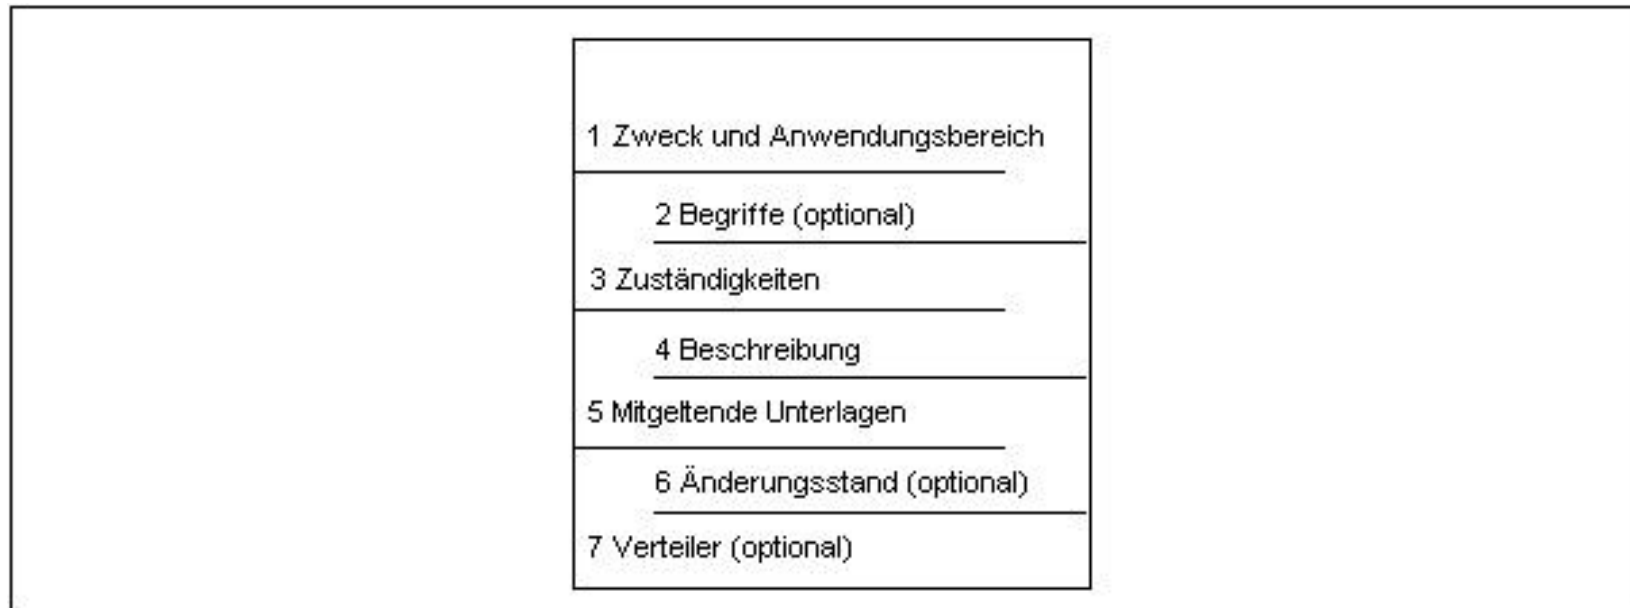 1 Zweck und Anwendungsbereich
2 Begriffe (optional)
3 Zuständigkeiten
4 Beschreibung
5 Mitgeltende Unterlagen
6 Änderungsstand (optional)
7 Verteiler (optional)